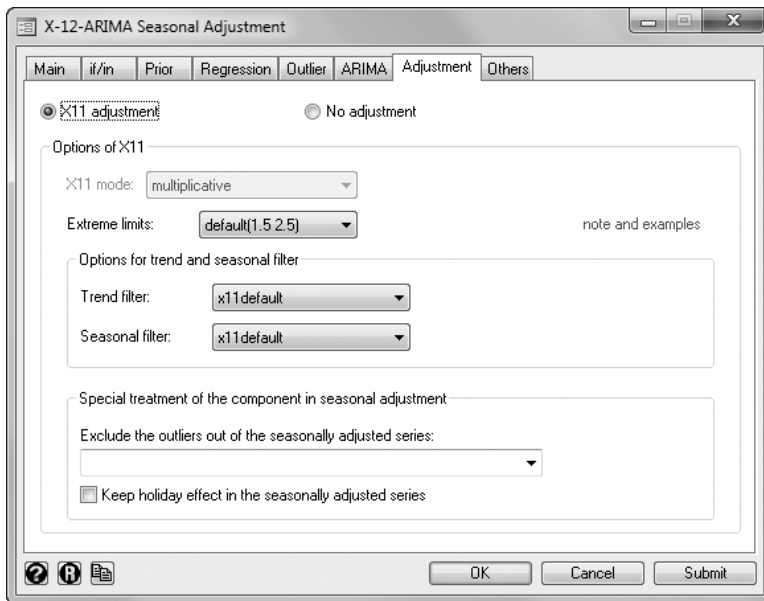 X-12-ARIMA Seasonal Adjustment
Main if/in Prior Regression Outlier ARIMA Adjustment Others
X11 adjustment No adjustment
Options of X11
X11 mode: multiplicative
Extreme limits: default(1.5 2.5) note and examples
Options for trend and seasonal filter
Trend filter: x11default
Seasonal filter: x11default
Special treatment of the component in seasonal adjustment
Exclude the outliers out of the seasonally adjusted series:
Keep holiday effect in the seasonally adjusted series
? R OK Cancel Submit